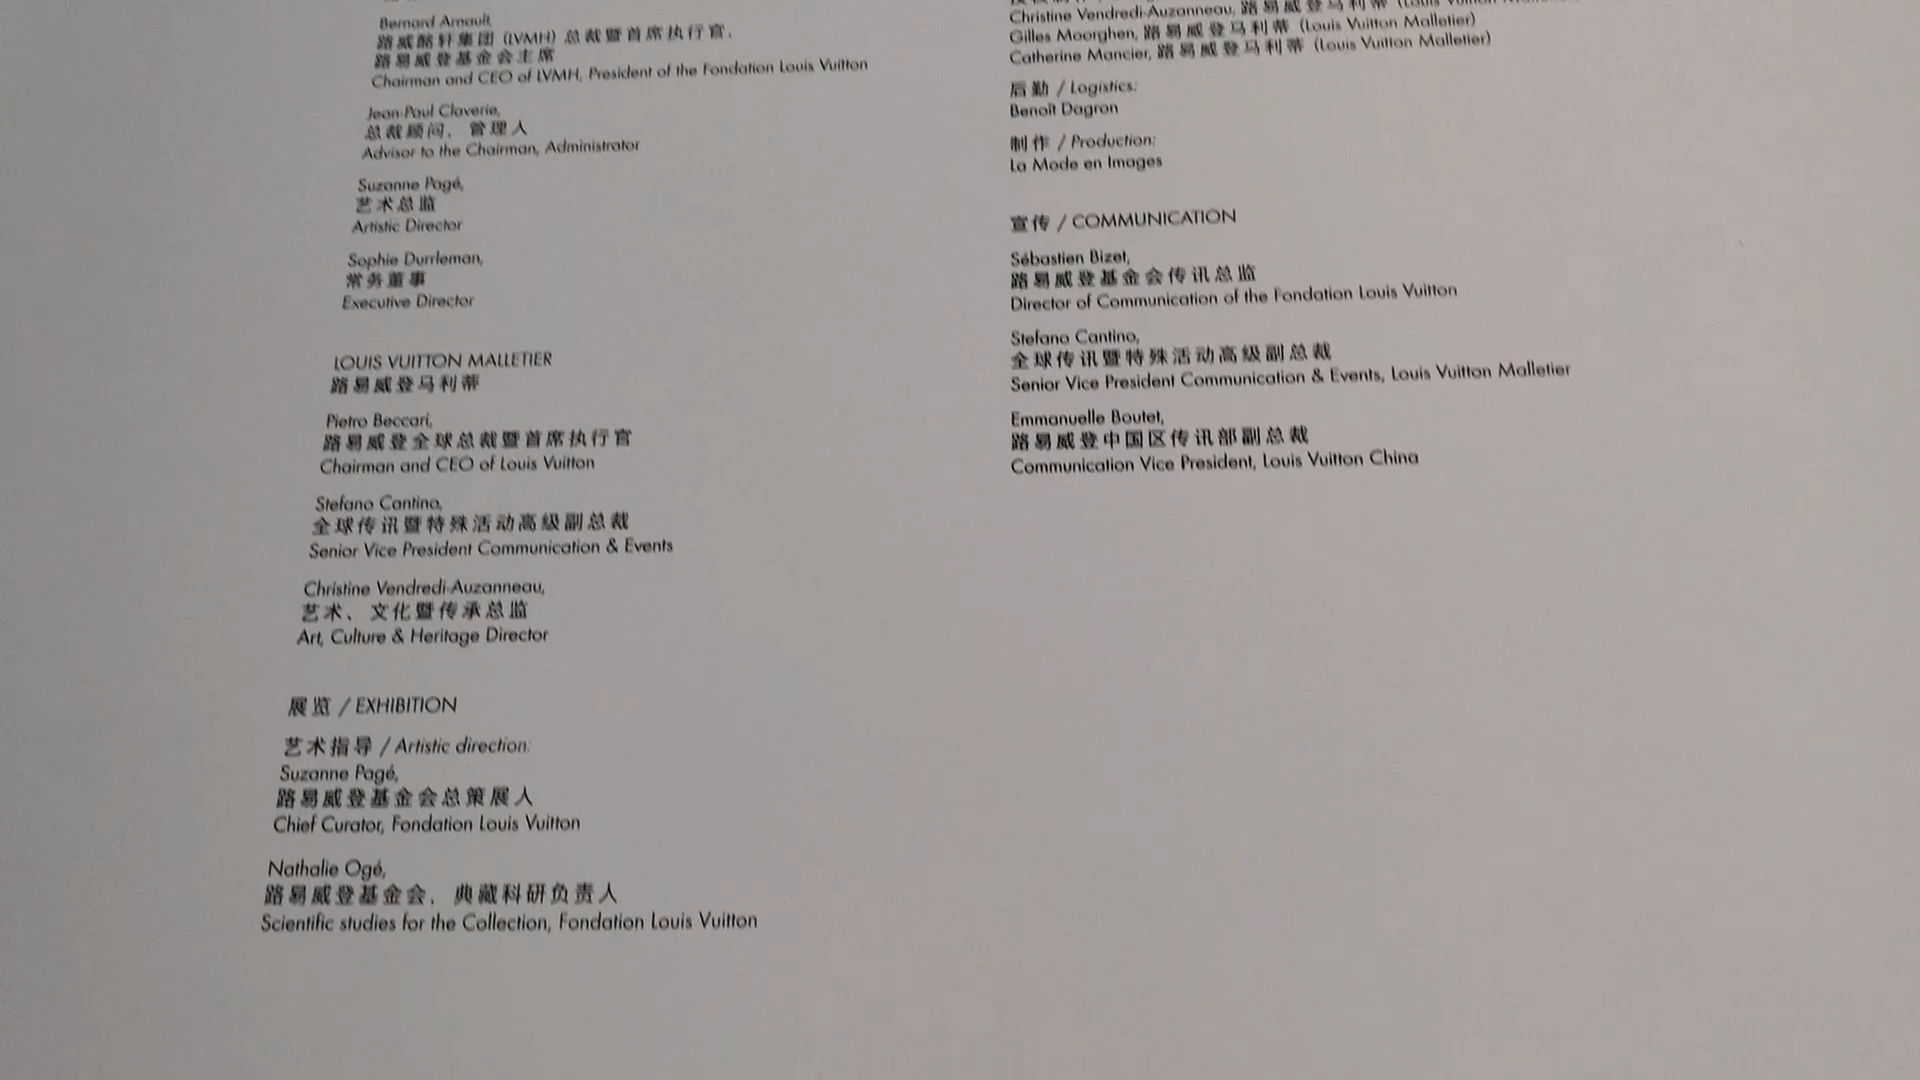 Bernard Arnault,
路威酩轩集团 (LVMH) 总裁暨首席执行官，
路易威登基金会主席
Chairman and CEO of LVMH, President of the Fondation Louis Vuitton
Jean-Paul Claverie,
总裁顾问，管理人
Advisor to the Chairman, Administrator
Suzanne Pagé,
艺术总监
Artistic Director
Sophie Durrleman,
常务董事
Executive Director
LOUIS VUITTON MALLETIER
路易威登马利蒂
Pietro Beccari,
路易威登全球总裁暨首席执行官
Chairman and CEO of Louis Vuitton
Stefano Cantino,
全球传讯暨特殊活动高级副总裁
Senior Vice President Communication & Events
Christine Vendredi-Auzanneau,
艺术、文化暨传承总监
Art, Culture & Heritage Director
展览 / EXHIBITION
艺术指导 / Artistic direction:
Suzanne Pagé,
路易威登基金会总策展人
Chief Curator, Fondation Louis Vuitton
Nathalie Ogé,
路易威登基金会，典藏科研负责人
Scientific studies for the Collection, Fondation Louis Vuitton
Christine Vendredi-Auzanneau, 路易威登马利蒂 (Louis Vuitton Malletier)
Gilles Moorghen, 路易威登马利蒂 (Louis Vuitton Malletier)
Catherine Mancier, 路易威登马利蒂 (Louis Vuitton Malletier)
后勤 / Logistics:
Benoît Dagron
制作 / Production:
La Mode en Images
宣传 / COMMUNICATION
Sébastien Bizet,
路易威登基金会传讯总监
Director of Communication of the Fondation Louis Vuitton
Stefano Cantino,
全球传讯暨特殊活动高级副总裁
Senior Vice President Communication & Events, Louis Vuitton Malletier
Emmanuelle Boutet,
路易威登中国区传讯部副总裁
Communication Vice President, Louis Vuitton China